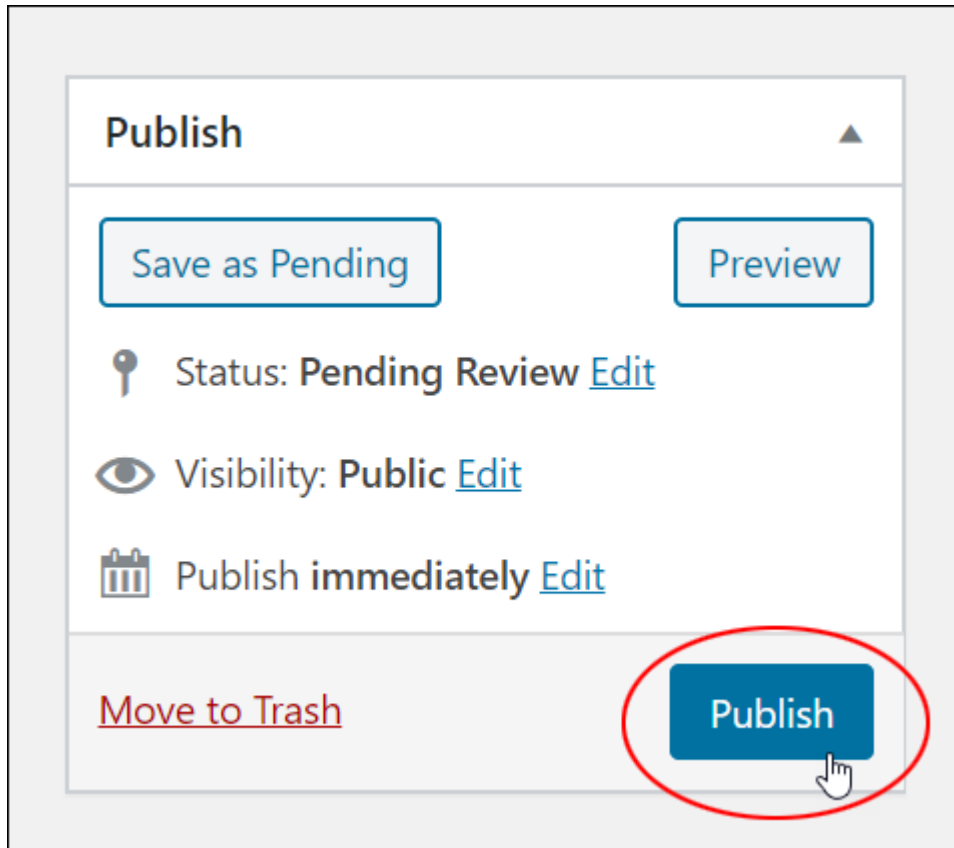 Publish
Save as Pending Preview
Status: Pending Review Edit
Visibility: Public Edit
Publish immediately Edit
Move to Trash Publish